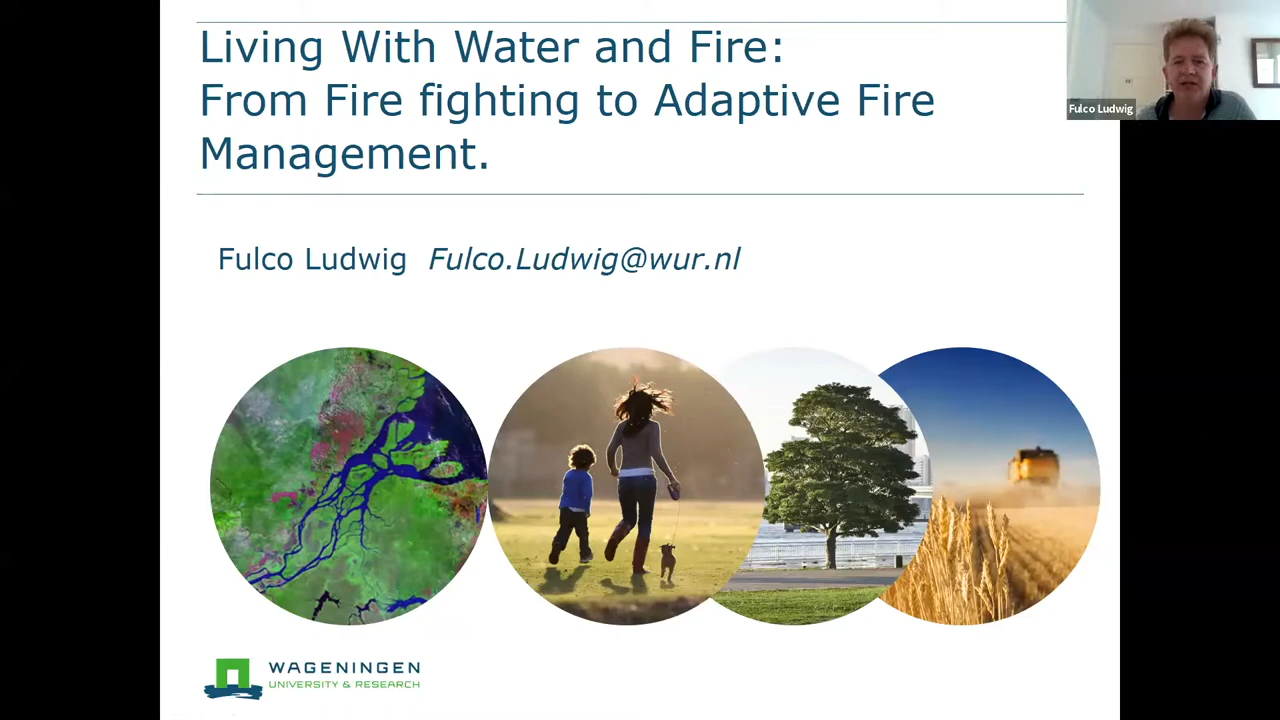 Living With Water and Fire:
From Fire fighting to Adaptive Fire
Management.
Fulco Ludwig
Fulco Ludwig Fulco.Ludwig@wur.nl
WAGENINGEN
UNIVERSITY & RESEARCH